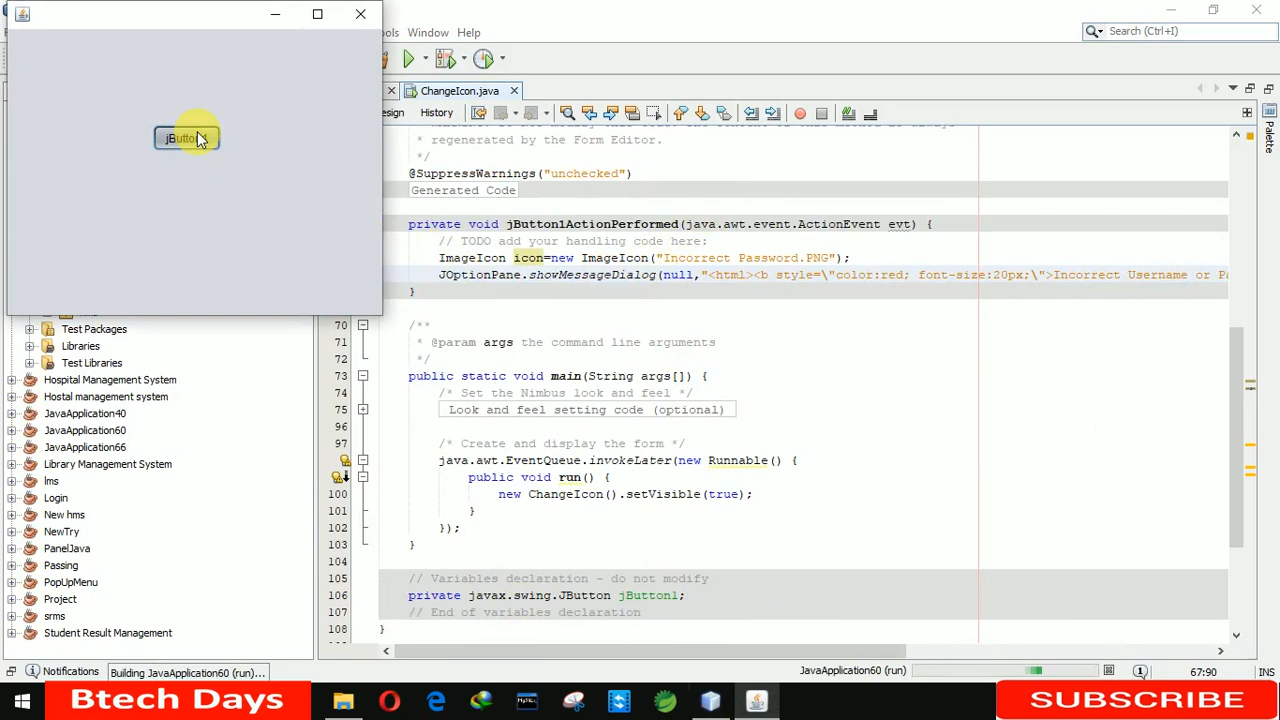 Window Help
Search (Ctrl+I)
ChangeIcon.java
History
* regenerated by the Form Editor.
*/
@SuppressWarnings("unchecked")
Generated Code
private void jButton1ActionPerformed(java.awt.event.ActionEvent evt) {
// TODO add your handling code here:
ImageIcon icon=new ImageIcon("Incorrect Password.PNG");
JOptionPane.showMessageDialog(null,"<html><b style=\"color:red; font-size:20px;\">Incorrect Username or Pa
}
70 /**
71 * @param args the command line arguments
72 */
73 public static void main(String args[]) {
74 /* Set the Nimbus look and feel */
75 Look and feel setting code (optional)
96
97 /* Create and display the form */
java.awt.EventQueue.invokeLater(new Runnable() {
public void run() {
100 new ChangeIcon().setVisible(true);
101 }
102 });
103 }
104
105 // Variables declaration - do not modify
106 private javax.swing.JButton jButton1;
107 // End of variables declaration
108 }
Test Packages
Libraries
Test Libraries
Hospital Management System
Hostal Management system
JavaApplication40
JavaApplication60
JavaApplication66
Library Management System
lms
Login
New hms
NewTry
PanelJava
Passing
PopUpMenu
Project
srms
Student Result Management
Palette
Notifications
Building JavaApplication60 (run)...
JavaApplication60 (run)
67:90
INS
Btech Days
SUBSCRIBE